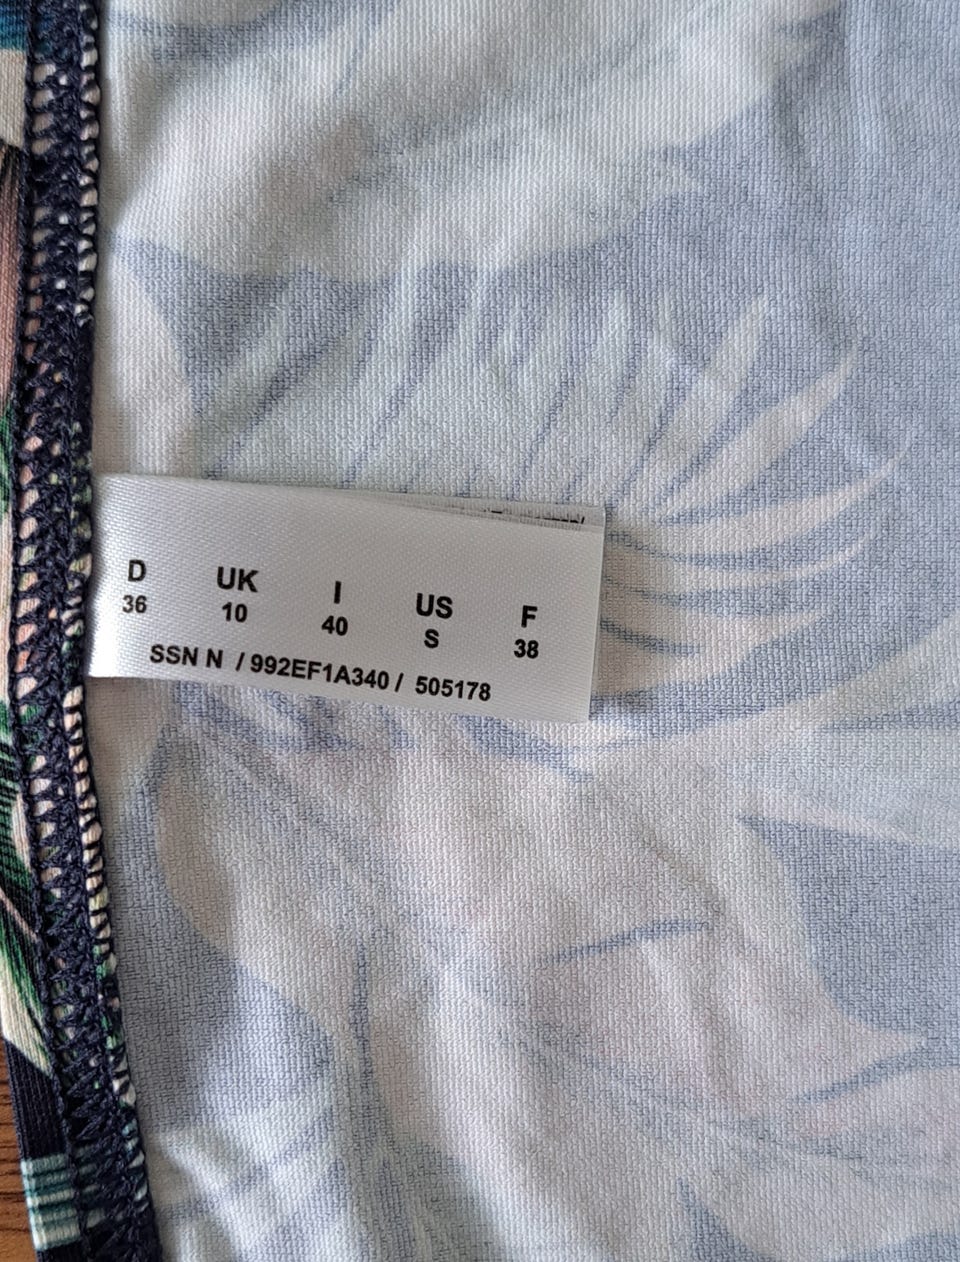 D UK I US F
36 10 40 S 38
SSN N / 992EF1A340 / 505178